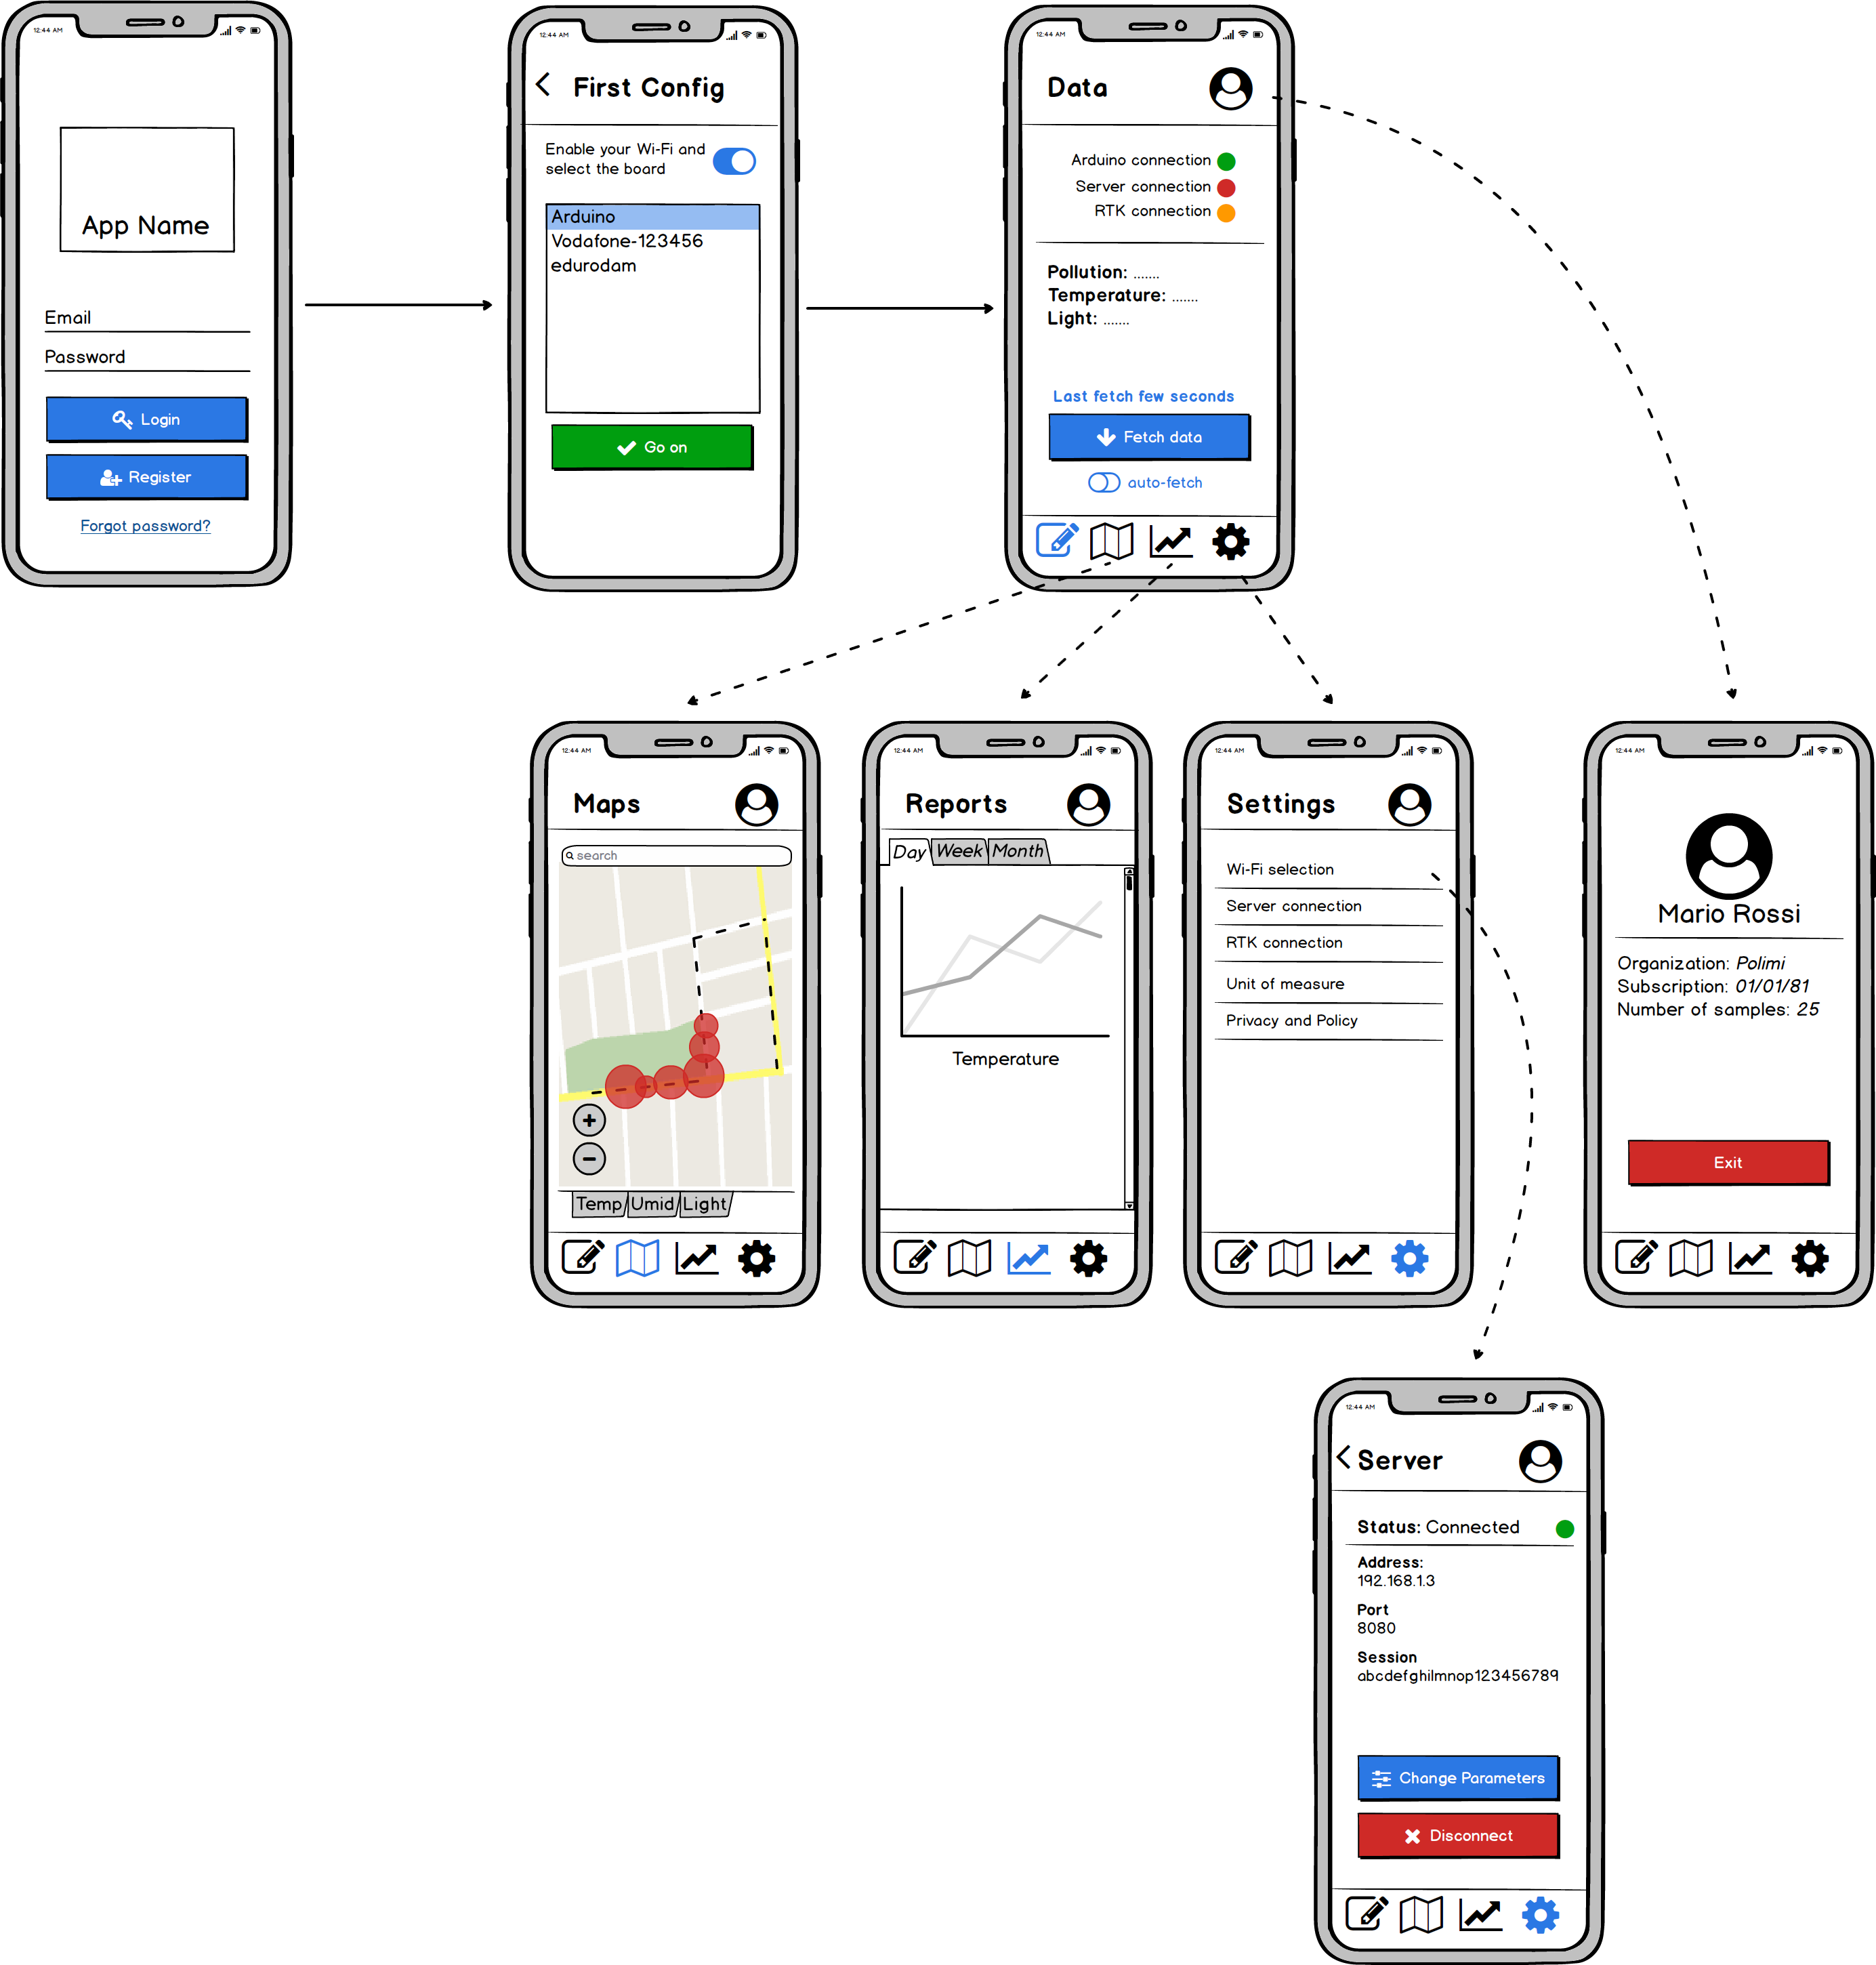 12:44 AM
App Name
Email
Password
Login
Register
Forgot password?
12:44 AM
First Config
Enable your Wi-Fi and
select the board
Arduino
Vodafone-123456
edurodam
Go on
12:44 AM
Data
Arduino connection
Server connection
RTK connection
Pollution: .......
Temperature: .......
Light: .......
Last fetch few seconds
Fetch data
auto-fetch
12:44 AM
Maps
search
Temp Umid Light
12:44 AM
Reports
Day Week Month
Temperature
12:44 AM
Settings
Wi-Fi selection
Server connection
RTK connection
Unit of measure
Privacy and Policy
12:44 AM
Mario Rossi
Organization: Polimi
Subscription: 01/01/81
Number of samples: 25
Exit
12:44 AM
Server
Status: Connected
Address:
192.168.1.3
Port
8080
Session
abcdefghilmnop123456789
Change Parameters
Disconnect